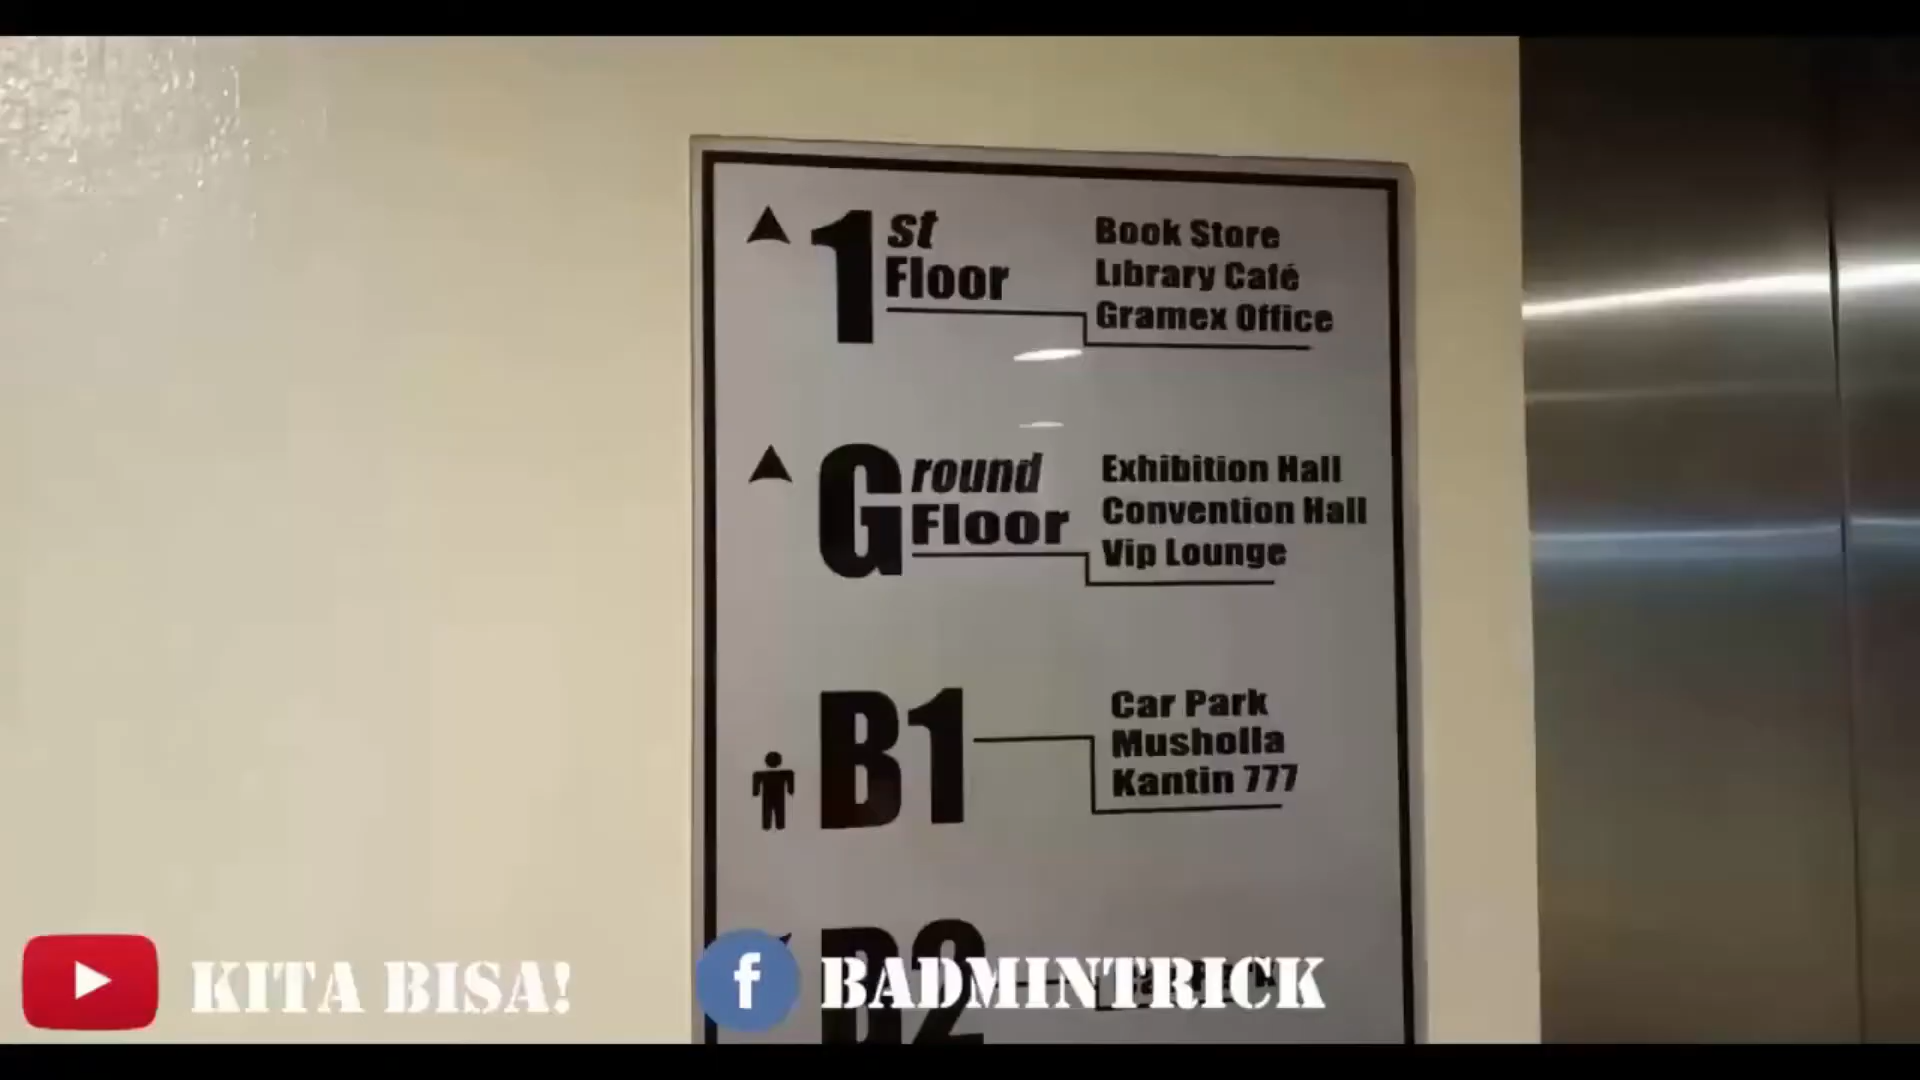 1st Floor
Book Store
Library Café
Gramex Office
Ground Floor
Exhibition Hall
Convention Hall
Vip Lounge
B1
Car Park
Musholla
Kantin 777
B2
KITA BISA!
f BADMINTRICK